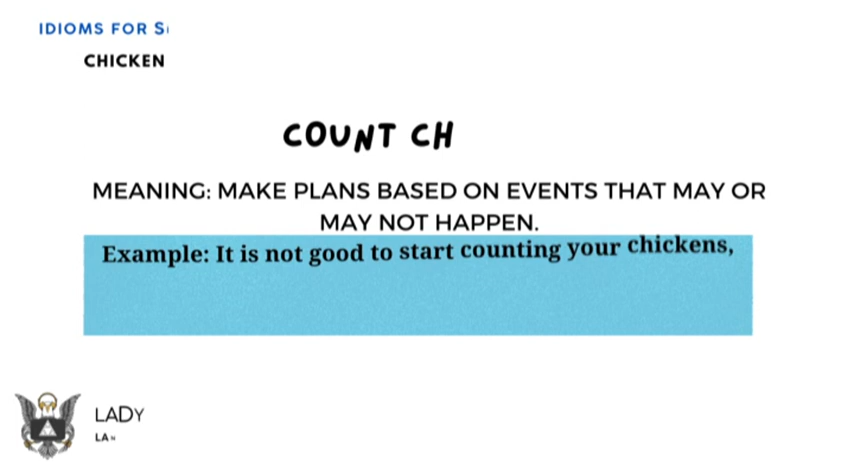 IDIOMS FOR S
CHICKEN
COUNT CH
MEANING: MAKE PLANS BASED ON EVENTS THAT MAY OR
MAY NOT HAPPEN.
Example: It is not good to start counting your chickens,
LADY
LAN